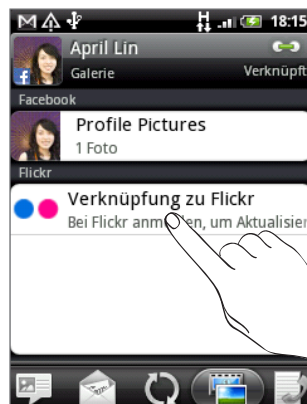 18:15
April Lin
Galerie
Verknüpft
Facebook
Profile Pictures
1 Foto
Flickr
Verknüpfung zu Flickr
Bei Flickr anm den, um Aktualisier